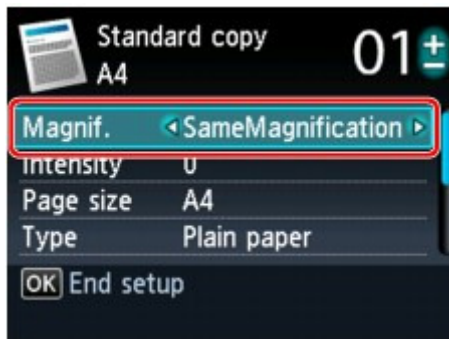 Standard copy 01 ±
A4
Magnif. SameMagnification
Intensity 0
Page size A4
Type Plain paper
OK End setup